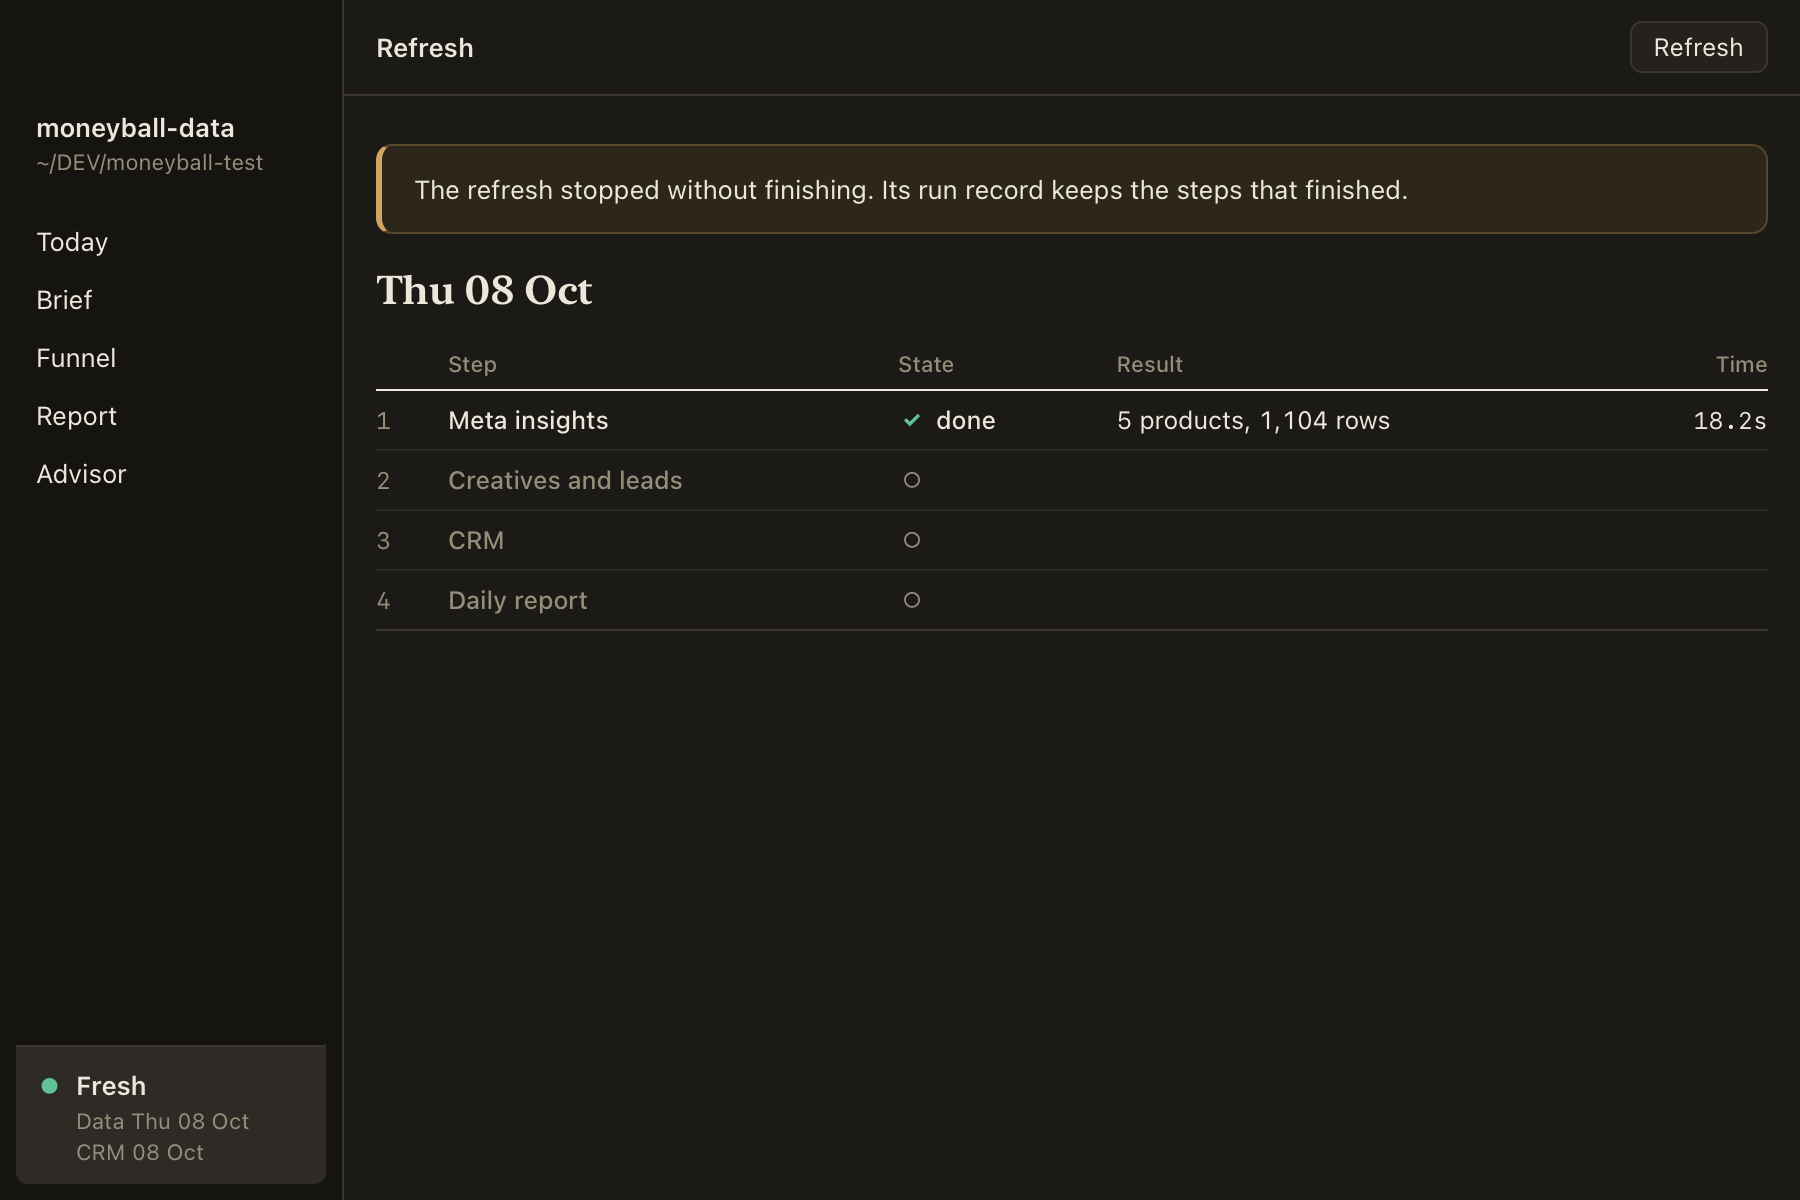 Refresh
Refresh
moneyball-data
~/DEV/moneyball-test
Today
Brief
Funnel
Report
Advisor
The refresh stopped without finishing. Its run record keeps the steps that finished.
Thu 08 Oct
Step State Result Time
1 Meta insights done 5 products, 1,104 rows 18.2s
2 Creatives and leads
3 CRM
4 Daily report
Fresh
Data Thu 08 Oct
CRM 08 Oct